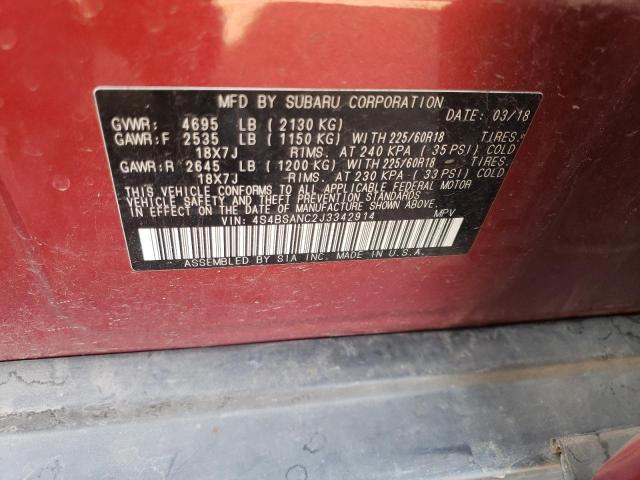 MFD BY SUBARU CORPORATION
DATE: 03/18
GVWR: 4695 LB ( 2130 KG)
GAWR:F 2535 LB ( 1150 KG) WITH 225/60R18 TIRES.
18X7J RIMS. AT 240 KPA ( 35 PSI) COLD
GAWR:R 2645 LB ( 1200 KG) WITH 225/60R18 TIRES.
18X7J RIMS. AT 230 KPA ( 33 PSI) COLD
THIS VEHICLE CONFORMS TO ALL APPLICABLE FEDERAL MOTOR
VEHICLE SAFETY AND THEFT PREVENTION STANDARDS IN EFFECT
ON THE DATE OF MANUFACTURE SHOWN ABOVE.
VIN: 4S4BSANC2J3342914 MPV
ASSEMBLED BY SIA INC. MADE IN U.S.A.